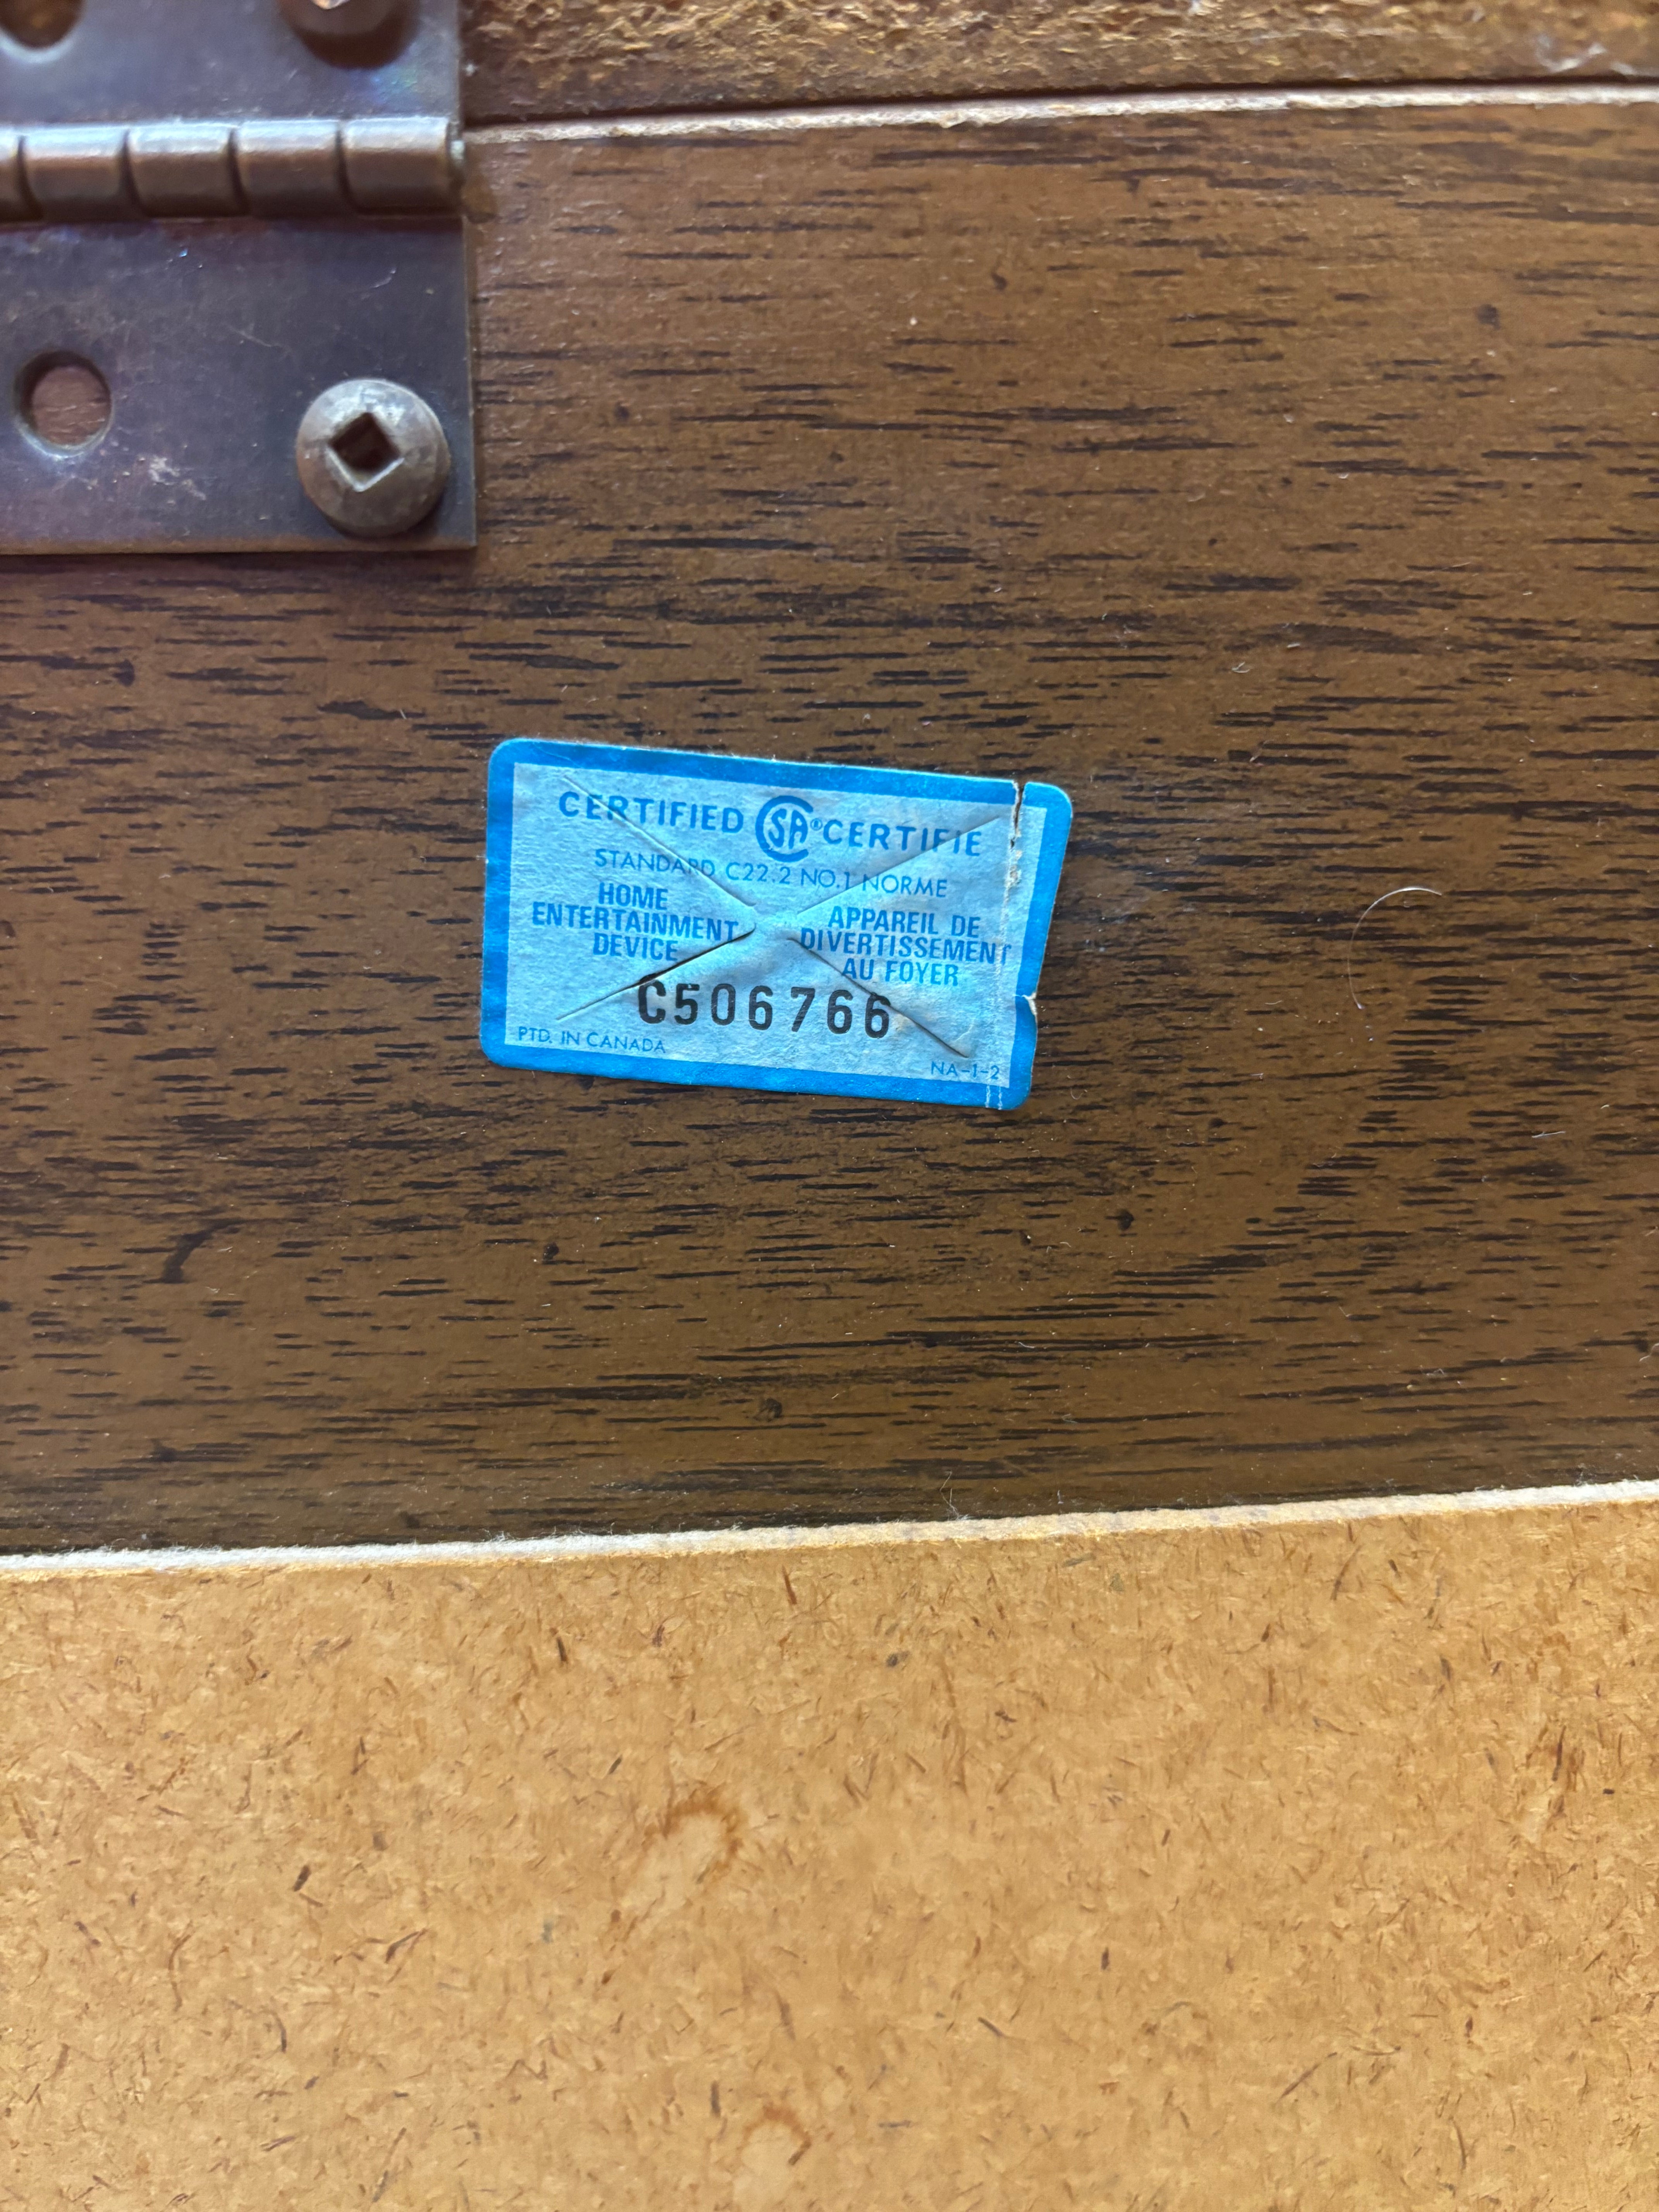 CERTIFIED CSA® CERTIFIE
STANDARD C22.2 NO.1 NORME
HOME
ENTERTAINMENT
DEVICE
APPAREIL DE
DIVERTISSEMENT
AU FOYER
C506766
PTD. IN CANADA
NA-1-2